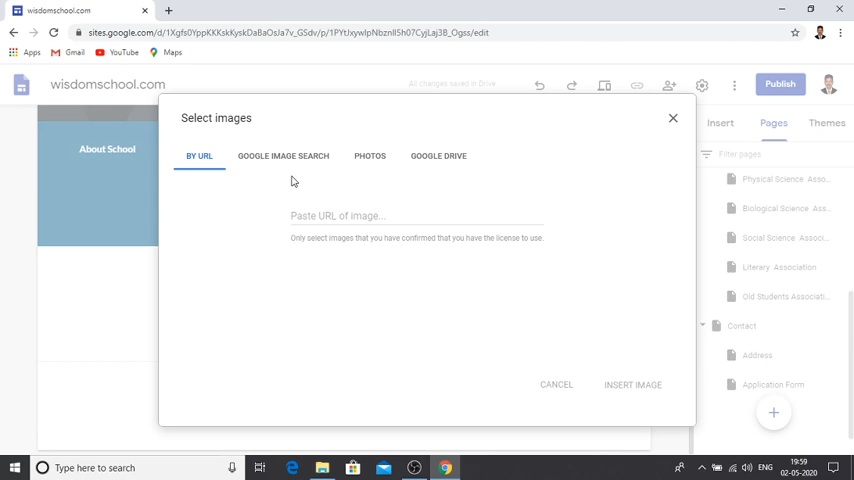 wisdomschool.com
sites.google.com/d/1Xgfs0YppKKKskKyskDaBaOsJa7v_GSdv/p/1PYtJxywIpNbznlI5h07CyjLaj3B_Ogss/edit
Apps
Gmail
YouTube
Maps
wisdomschool.com
All changes saved in Drive
Publish
Select images
Insert
Pages
Themes
About School
BY URL
GOOGLE IMAGE SEARCH
PHOTOS
GOOGLE DRIVE
Filter pages
Physical Science Asso...
Biological Science Ass...
Paste URL of image...
Only select images that you have confirmed that you have the license to use.
Social Science Associ...
Literary Association
Old Students Associati...
Contact
Address
CANCEL
INSERT IMAGE
Application Form
Type here to search
ENG
19:59
02-05-2020